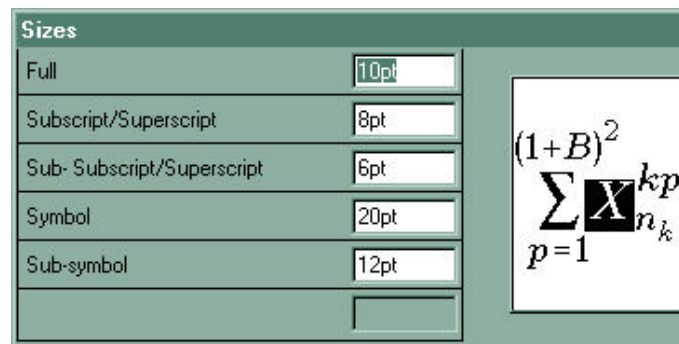 Sizes
Full 10pt
Subscript/Superscript 8pt
Sub- Subscript/Superscript 6pt
Symbol 20pt
Sub-symbol 12pt
(1+B)²
∑ X kp n k
p=1